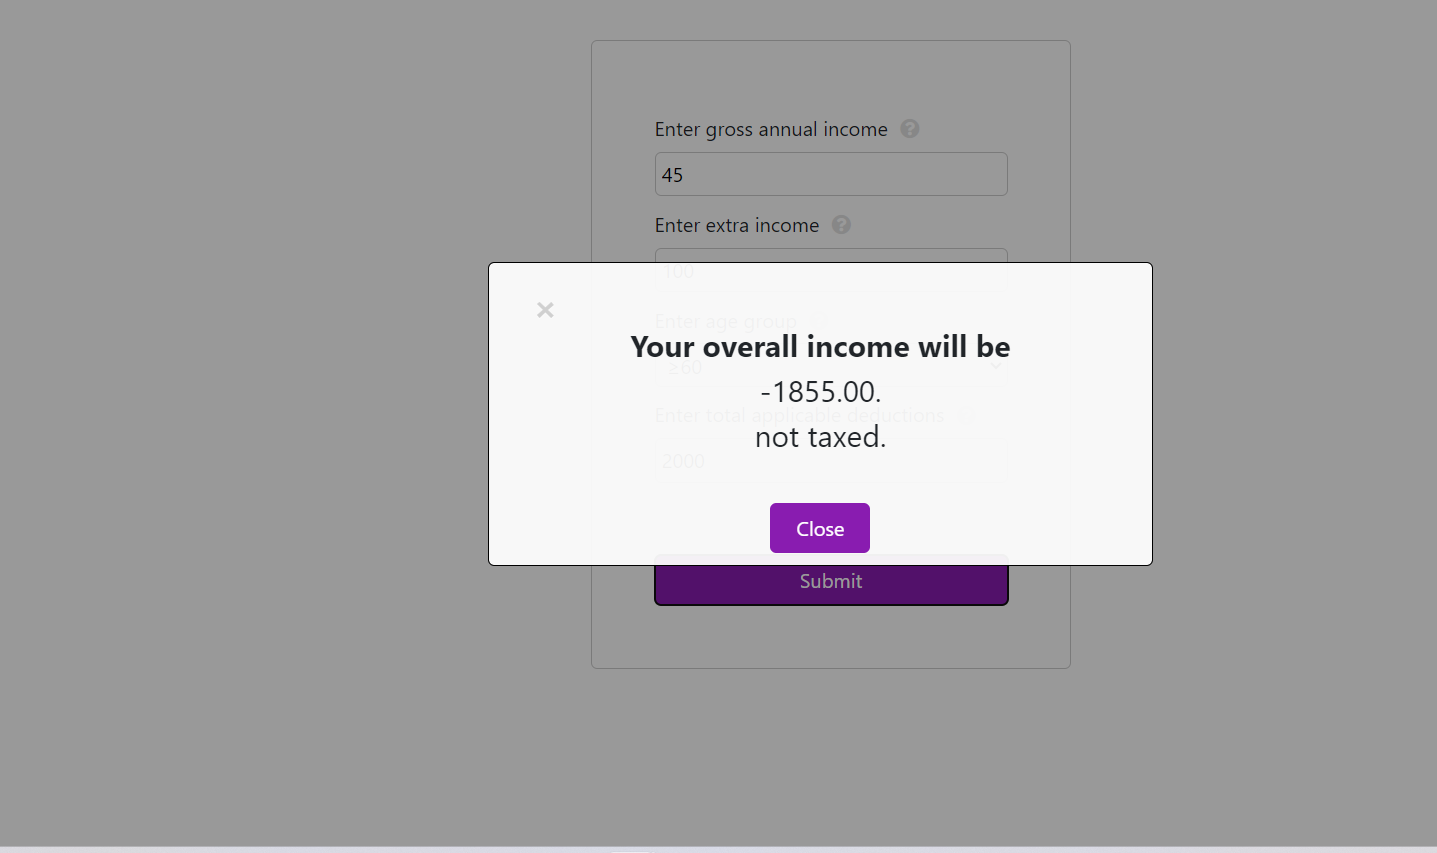 Enter gross annual income ?
45
Enter extra income ?
100
×
Enter age group
Your overall income will be
≥60
-1855.00.
Enter total applicable deductions
not taxed.
2000
Close
Submit